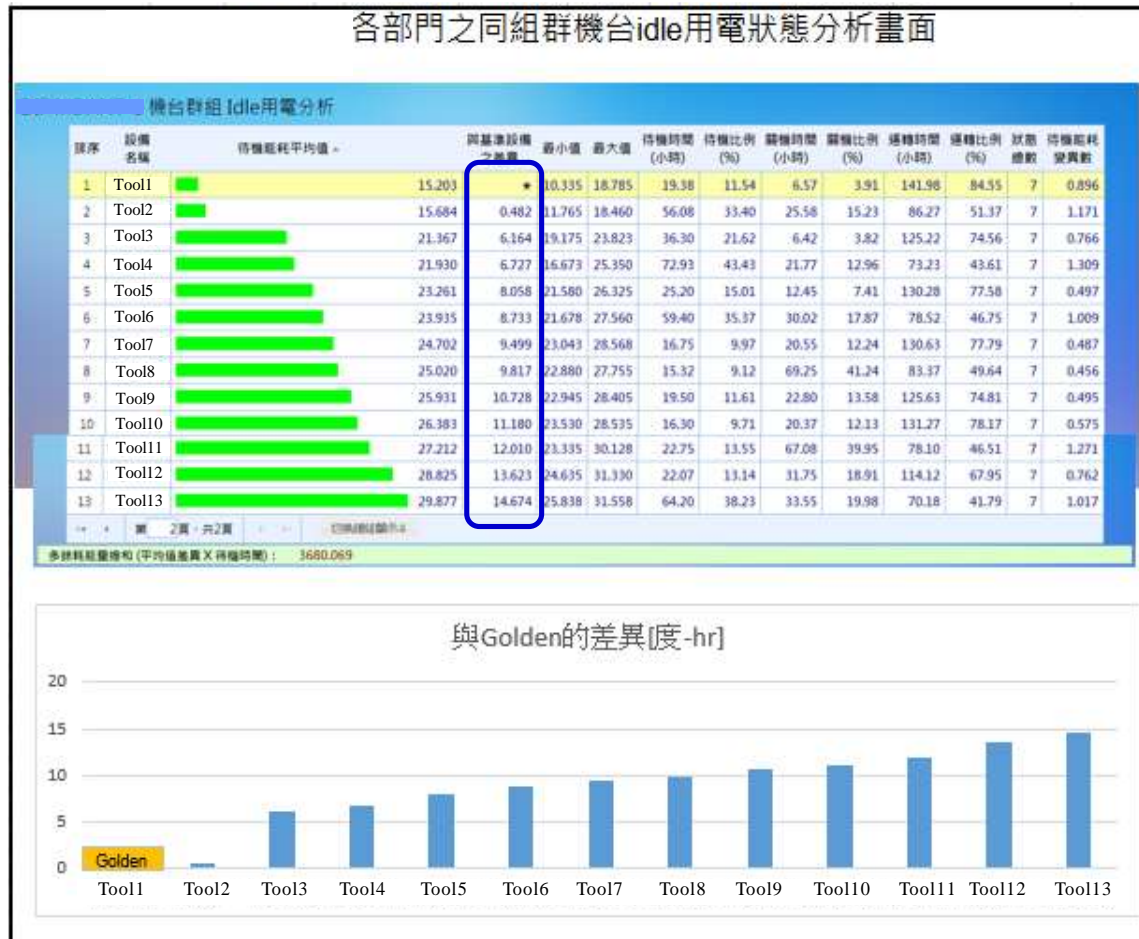 各部門之同組群機台idle用電狀態分析畫面
機台群組 Idle用電分析
排序 設備名稱 待機能耗平均值 與基準設備之差異 最小值 最大值 待機時間(小時) 待機比例(%) 關機時間(小時) 關機比例(%) 運轉時間(小時) 運轉比例(%) 狀態總數 待機能耗變異數
1 Tool1 15.203 * 10.335 18.785 19.38 11.54 6.57 3.91 141.98 84.55 7 0.896
2 Tool2 15.684 0.482 11.765 18.460 56.08 33.40 25.58 15.23 86.27 51.37 7 1.171
3 Tool3 21.367 6.164 19.175 23.823 36.30 21.62 6.42 3.82 125.22 74.56 7 0.766
4 Tool4 21.930 6.727 16.673 25.350 72.93 43.43 21.77 12.96 73.23 43.61 7 1.309
5 Tool5 23.261 8.058 21.580 26.325 25.20 15.01 12.45 7.41 130.28 77.58 7 0.497
6 Tool6 23.935 8.733 21.678 27.560 59.40 35.37 30.02 17.87 78.52 46.75 7 1.009
7 Tool7 24.702 9.499 23.043 28.568 16.75 9.97 20.55 12.24 130.63 77.79 7 0.487
8 Tool8 25.020 9.817 22.880 27.755 15.32 9.12 69.25 41.24 83.37 49.64 7 0.456
9 Tool9 25.931 10.728 22.945 28.405 19.50 11.61 22.80 13.58 125.63 74.81 7 0.495
10 Tool10 26.383 11.180 23.530 28.535 16.30 9.71 20.37 12.13 131.27 78.17 7 0.575
11 Tool11 27.212 12.010 23.335 30.128 22.75 13.55 67.08 39.95 78.10 46.51 7 1.271
12 Tool12 28.825 13.623 24.635 31.330 22.07 13.14 31.75 18.91 114.12 67.95 7 0.762
13 Tool13 29.877 14.674 25.838 31.558 64.20 38.23 33.55 19.98 70.18 41.79 7 1.017
第 2頁，共2頁
多餘耗能量總和 (平均值差異 X 待機時間)： 3680.069
與Golden的差異[度-hr]
20
15
10
5
0
Golden
Tool1 Tool2 Tool3 Tool4 Tool5 Tool6 Tool7 Tool8 Tool9 Tool10 Tool11 Tool12 Tool13